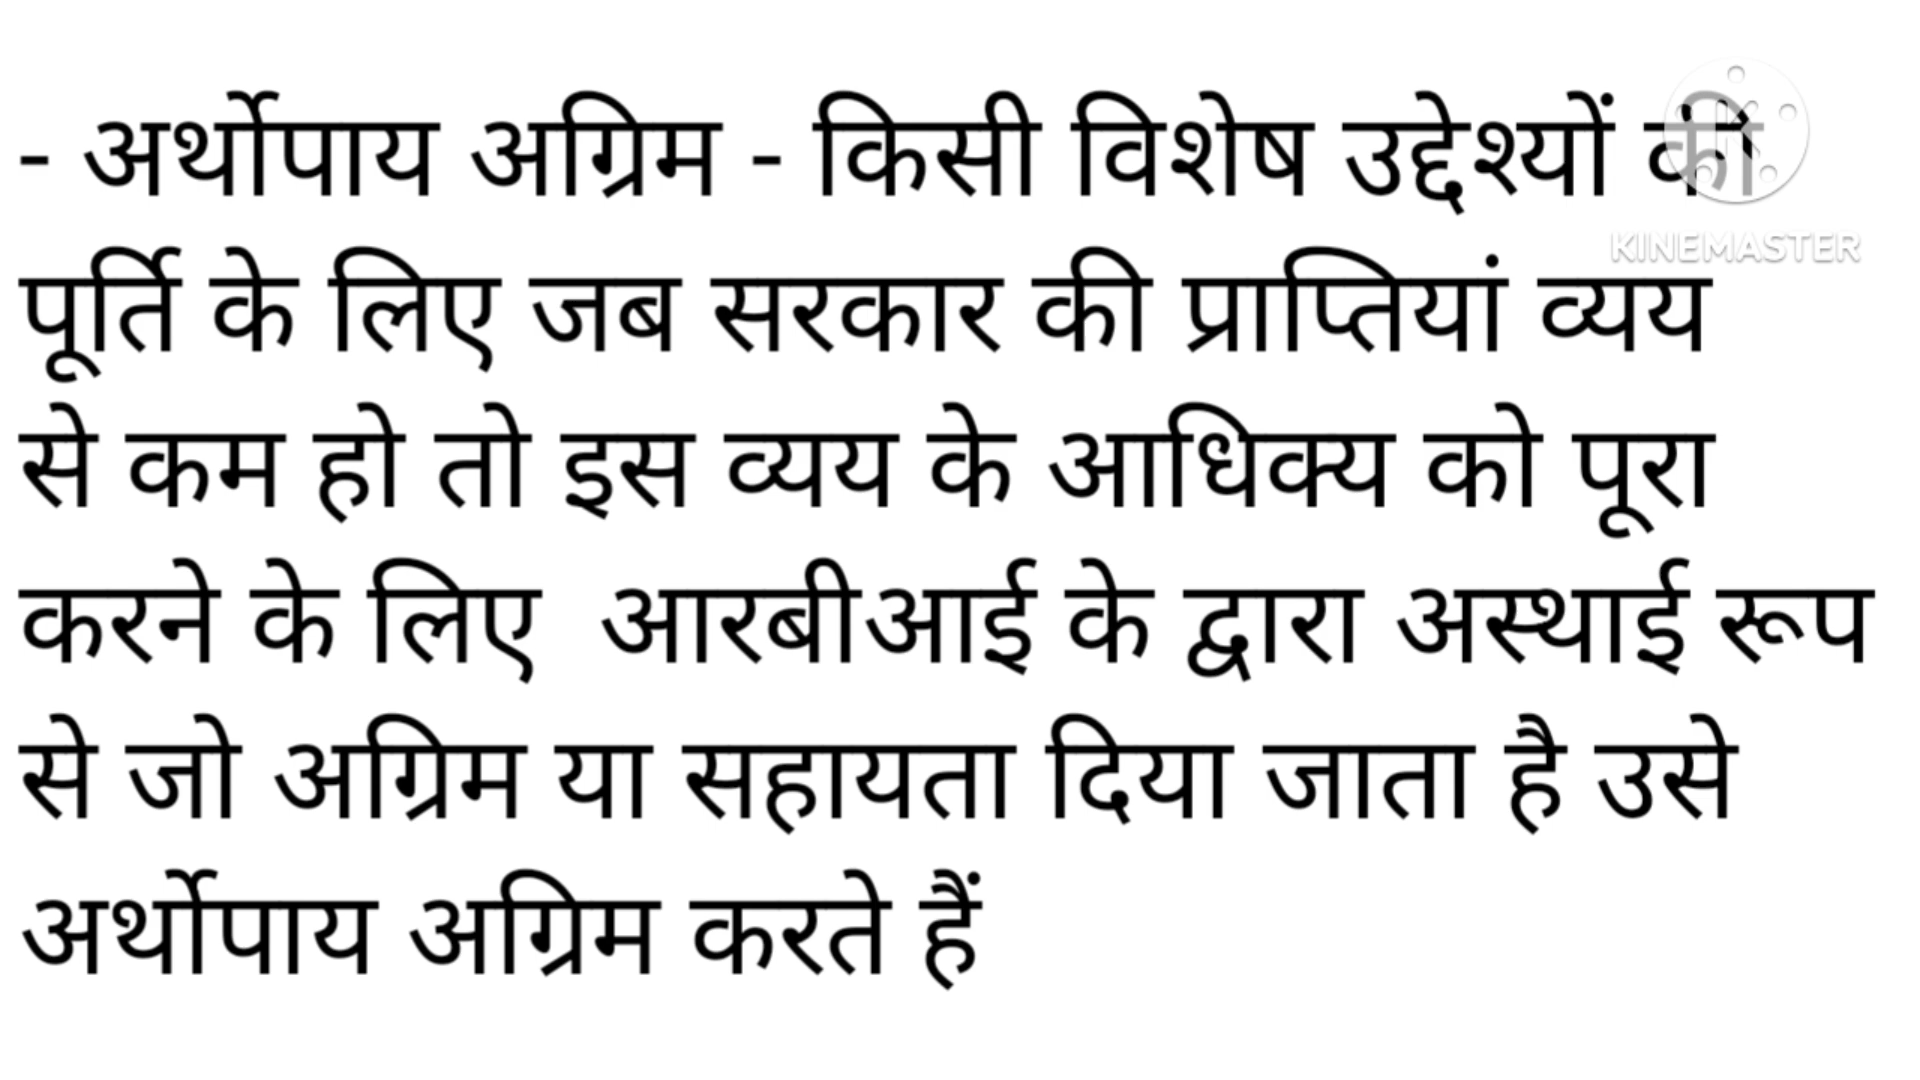 - अर्थोपाय अग्रिम - किसी विशेष उद्देश्यों की
KINEMASTER
पूर्ति के लिए जब सरकार की प्राप्तियां व्यय
से कम हो तो इस व्यय के आधिक्य को पूरा
करने के लिए  आरबीआई के द्वारा अस्थाई रूप
से जो अग्रिम या सहायता दिया जाता है उसे
अर्थोपाय अग्रिम करते हैं